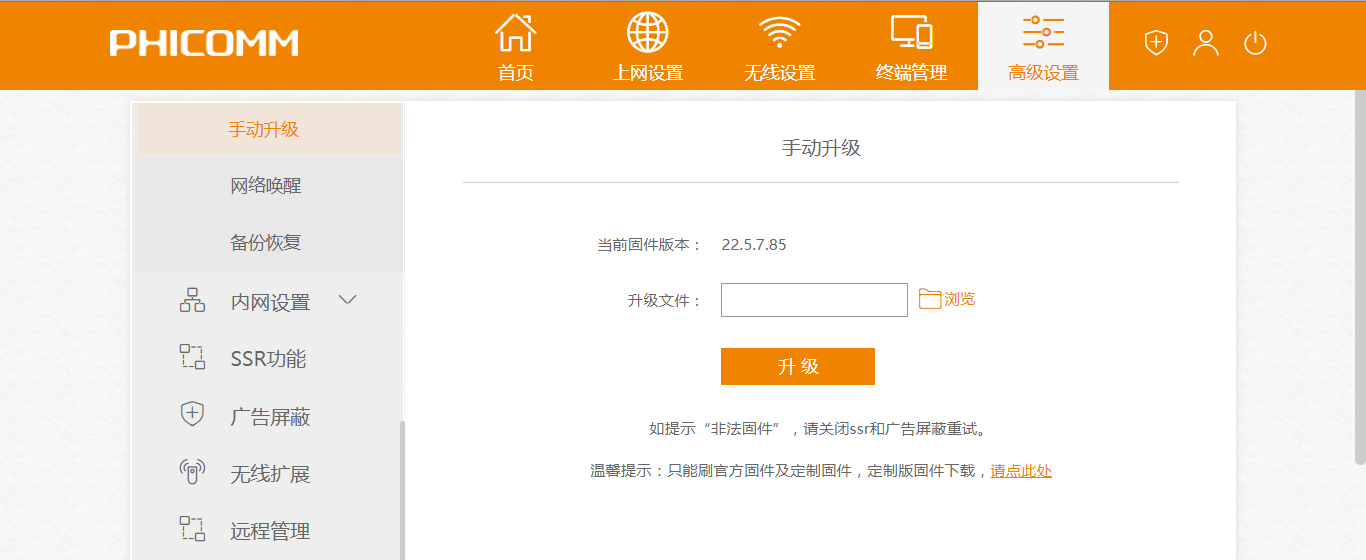 PHICOMM
首页
上网设置
无线设置
终端管理
高级设置
手动升级
网络唤醒
备份恢复
内网设置
SSR功能
广告屏蔽
无线扩展
远程管理
手动升级
当前固件版本： 22.5.7.85
升级文件： 浏览
升 级
如提示“非法固件”，请关闭ssr和广告屏蔽重试。
温馨提示：只能刷官方固件及定制固件，定制版固件下载，请点此处